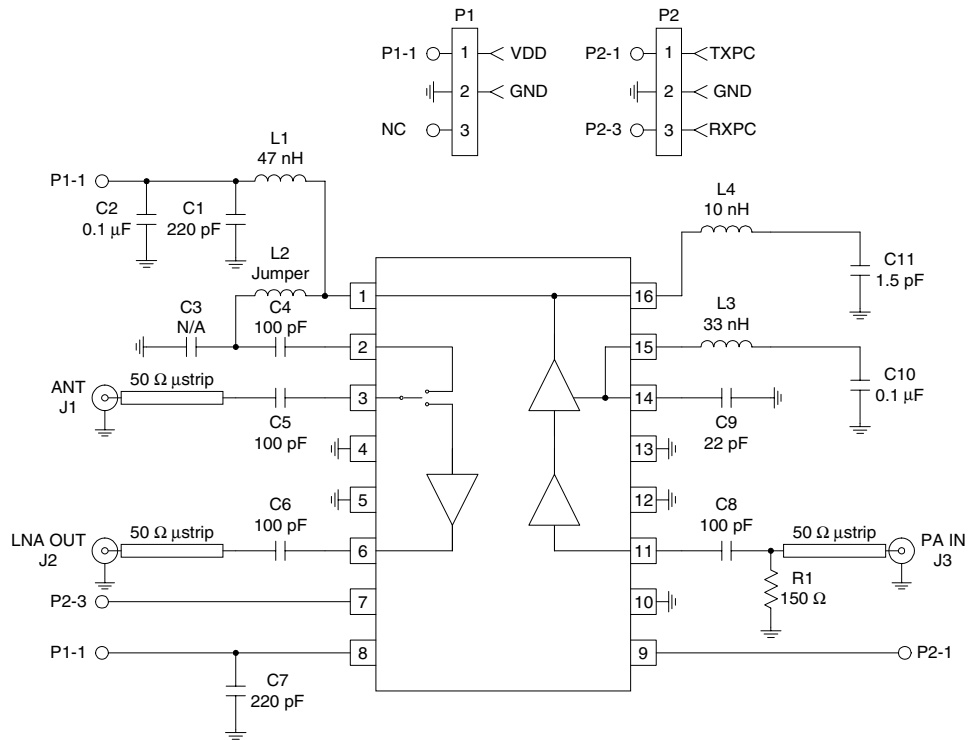 P1
P2
P1-1 1 VDD
P2-1 1 TXPC
2 GND
2 GND
NC 3
P2-3 3 RXPC
L1
47 nH
P1-1
C2
0.1 μF
C1
220 pF
L4
10 nH
C11
1.5 pF
L2
Jumper
1
16
C3
N/A
C4
100 pF
L3
33 nH
2
15
C10
0.1 μF
ANT
J1
50 Ω μstrip
3
14
C5
100 pF
C9
22 pF
4
13
5
12
C6
100 pF
C8
100 pF
LNA OUT
J2
50 Ω μstrip
6
11
50 Ω μstrip
PA IN
J3
R1
150 Ω
P2-3
7
10
P1-1
8
9
P2-1
C7
220 pF